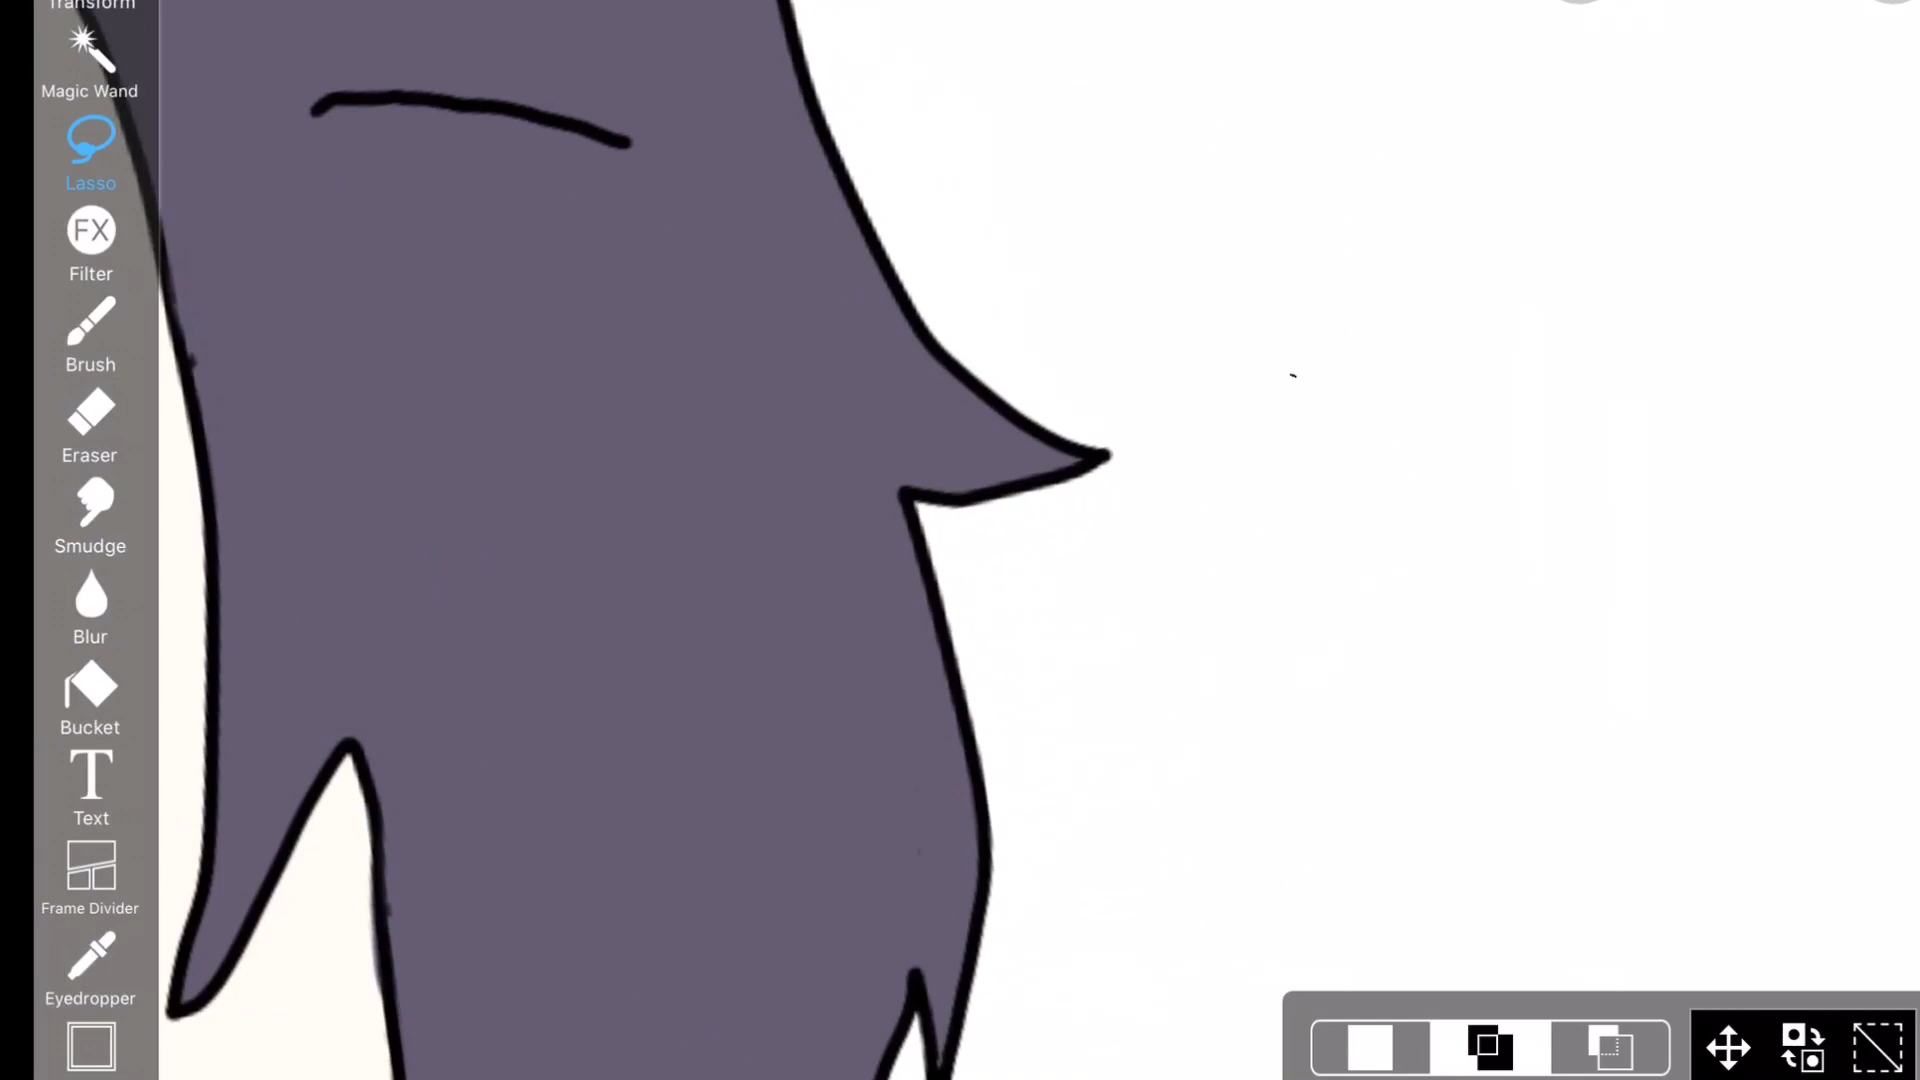 Transform
Magic Wand
Lasso
FX
Filter
Brush
Eraser
Smudge
Blur
Bucket
T
Text
Frame Divider
Eyedropper